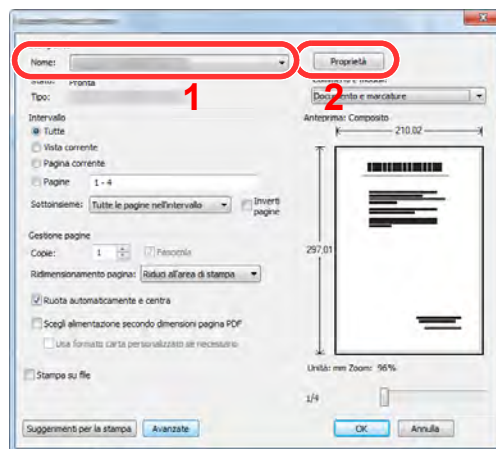 Nome:
Proprietà
1
2
Stato: Pronta
Tipo:
Documento e marcature
Intervallo
Tutte
Vista corrente
Pagina corrente
Pagine 1 - 4
Sottoinsieme: Tutte le pagine nell'intervallo
Inverti pagine
Anteprima: Composito
210,02
297,01
Gestione pagine
Copie: 1 Fascicola
Ridimensionamento pagina: Riduci all'area di stampa
Ruota automaticamente e centra
Scegli alimentazione secondo dimensioni pagina PDF
Usa formato carta personalizzato se necessario
Stampa su file
Unità: mm Zoom: 96%
1/4
Suggerimenti per la stampa
Avanzate
OK
Annulla